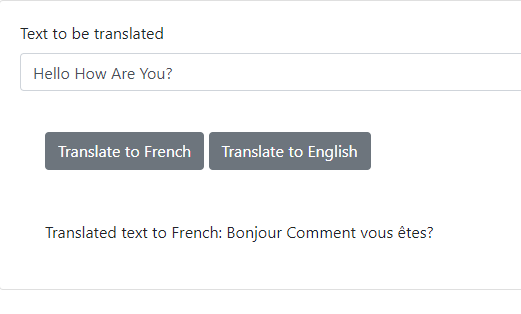 Text to be translated
Hello How Are You?
Translate to French Translate to English
Translated text to French: Bonjour Comment vous êtes?